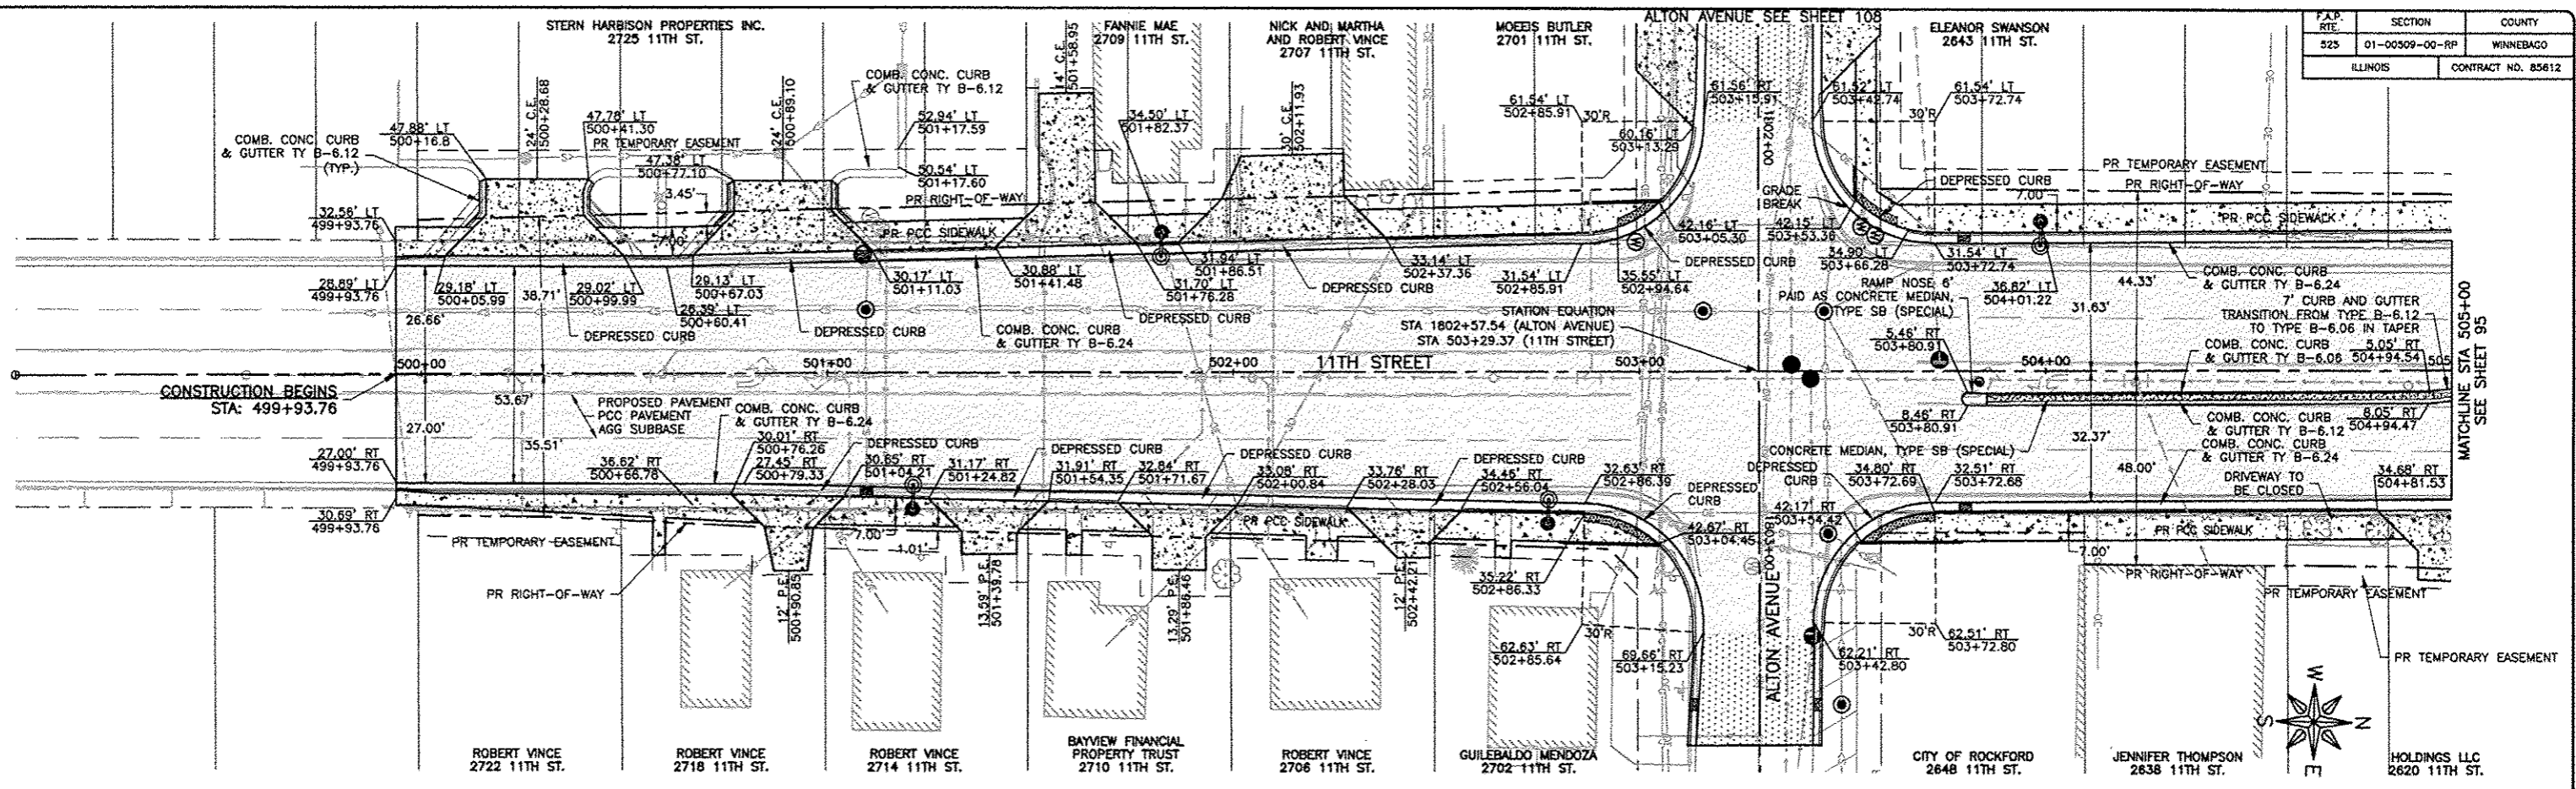 F.A.P. RTE.
SECTION
COUNTY
525
01-00509-00-RP
WINNEBAGO
ILLINOIS
CONTRACT NO. 85612
STERN HARBISON PROPERTIES INC.
2725 11TH ST.
FANNIE MAE
2709 11TH ST.
NICK AND MARTHA
AND ROBERT VINCE
2707 11TH ST.
MOEEIS BUTLER
2701 11TH ST.
ALTON AVENUE SEE SHEET 108
ELEANOR SWANSON
2643 11TH ST.
COMB. CONC. CURB
& GUTTER TY B-6.12
(TYP.)
47.88' LT
500+16.8
24' C.E.
500+28.68
47.78' LT
500+41.30
PR TEMPORARY EASEMENT
47.38' LT
500+77.10
3.45'
24' C.E.
500+89.10
COMB. CONC. CURB
& GUTTER TY B-6.12
52.94' LT
501+17.59
50.54' LT
501+17.60
PR RIGHT-OF-WAY
14' C.E.
501+58.95
34.50' LT
501+82.37
30' C.E.
502+11.93
61.54' LT
502+85.91
30'R
60.16' LT
503+13.29
61.56' RT
503+15.91
1802+00
61.52' LT
503+42.74
61.54' LT
503+72.74
30'R
PR TEMPORARY EASEMENT
PR RIGHT-OF-WAY
DEPRESSED CURB
7.00'
PR PCC SIDEWALK
GRADE
BREAK
32.56' LT
499+93.76
7.00'
PR PCC SIDEWALK
42.16' LT
503+05.30
42.15' LT
503+53.36
28.89' LT
499+93.76
29.18' LT
500+05.99
38.71'
29.02' LT
500+99.99
29.13' LT
500+67.03
26.39' LT
500+60.41
30.17' LT
501+11.03
30.88' LT
501+41.48
31.94' LT
501+86.51
31.70' LT
501+76.28
33.14' LT
502+37.36
31.54' LT
502+85.91
35.55' LT
502+94.64
DEPRESSED CURB
34.90' LT
503+66.28
31.54' LT
503+72.74
36.82' LT
504+01.22
31.63'
44.33'
COMB. CONC. CURB
& GUTTER TY B-6.24
26.66'
DEPRESSED CURB
DEPRESSED CURB
COMB. CONC. CURB
& GUTTER TY B-6.24
DEPRESSED CURB
DEPRESSED CURB
STATION EQUATION
STA 1802+57.54 (ALTON AVENUE)
STA 503+29.37 (11TH STREET)
RAMP NOSE 6'
PAID AS CONCRETE MEDIAN,
TYPE SB (SPECIAL)
5.46' RT
503+80.91
7' CURB AND GUTTER
TRANSITION FROM TYPE B-6.12
TO TYPE B-6.06 IN TAPER
COMB. CONC. CURB
& GUTTER TY B-6.06
5.05' RT
504+94.54
MATCHLINE STA 505+00
SEE SHEET 95
500+00
501+00
502+00
11TH STREET
503+00
504+00
505
CONSTRUCTION BEGINS
STA: 499+93.76
53.67'
PROPOSED PAVEMENT
PCC PAVEMENT
AGG SUBBASE
COMB. CONC. CURB
& GUTTER TY B-6.24
27.00'
35.51'
8.46' RT
503+80.91
COMB. CONC. CURB
& GUTTER TY B-6.12
8.05' RT
504+94.47
COMB. CONC. CURB
& GUTTER TY B-6.24
32.37'
48.00'
CONCRETE MEDIAN, TYPE SB (SPECIAL)
27.00' RT
499+93.76
36.62' RT
500+66.78
30.01' RT
500+76.26
27.45' RT
500+79.33
DEPRESSED CURB
30.65' RT
501+04.21
31.17' RT
501+24.82
DEPRESSED CURB
31.91' RT
501+54.35
32.84' RT
501+71.67
DEPRESSED CURB
33.08' RT
502+00.84
33.76' RT
502+28.03
DEPRESSED CURB
34.46' RT
502+56.04
32.63' RT
502+86.39
DEPRESSED
CURB
DEPRESSED
CURB
34.80' RT
503+72.69
32.51' RT
503+72.68
DRIVEWAY TO
BE CLOSED
34.68' RT
504+81.53
30.69' RT
499+93.76
PR TEMPORARY EASEMENT
PR RIGHT-OF-WAY
7.00'
1.01'
PR PCC SIDEWALK
42.67' RT
503+04.45
42.17' RT
503+54.42
PR PCC SIDEWALK
7.00'
PR RIGHT-OF-WAY
PR TEMPORARY EASEMENT
12' P.E.
500+90.85
13.59' P.E.
501+39.78
13.29' P.E.
501+86.46
12' P.E.
502+42.21
35.22' RT
502+86.33
62.63' RT
502+85.64
30'R
69.66' RT
503+15.23
ALTON AVENUE
1803+00
62.21' RT
503+42.80
30'R
62.51' RT
503+72.80
PR TEMPORARY EASEMENT
W
S
N
E
ROBERT VINCE
2722 11TH ST.
ROBERT VINCE
2718 11TH ST.
ROBERT VINCE
2714 11TH ST.
BAYVIEW FINANCIAL
PROPERTY TRUST
2710 11TH ST.
ROBERT VINCE
2706 11TH ST.
GUILEBALDO MENDOZA
2702 11TH ST.
CITY OF ROCKFORD
2648 11TH ST.
JENNIFER THOMPSON
2638 11TH ST.
HOLDINGS LLC
2620 11TH ST.